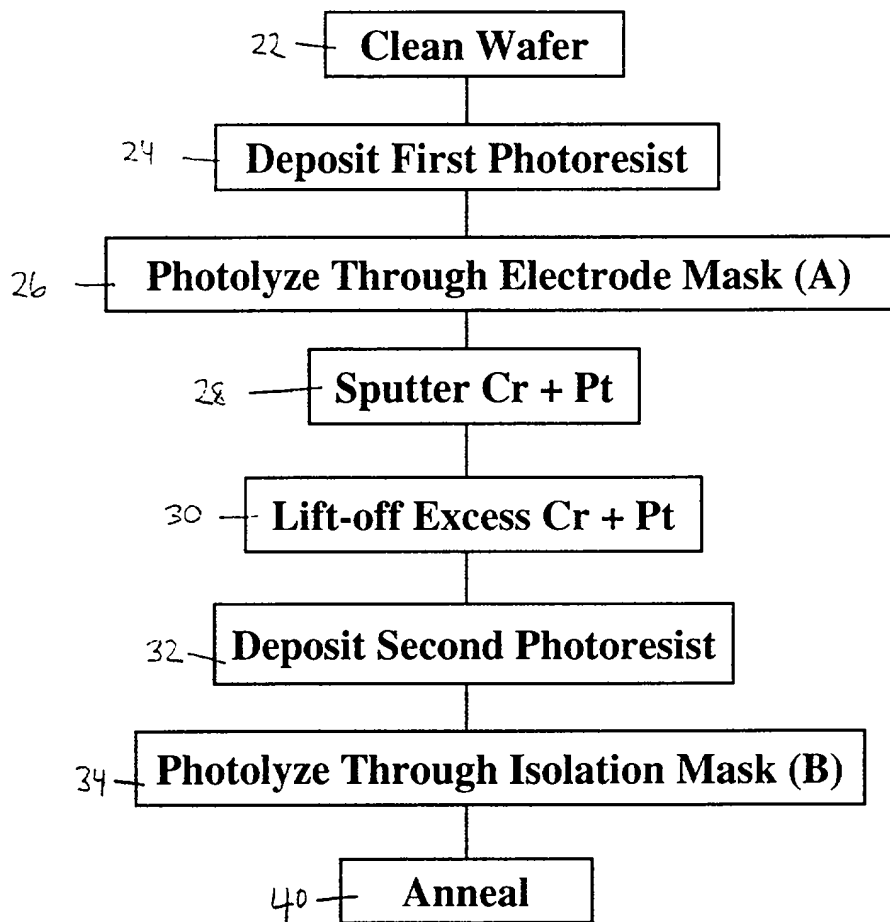 22 Clean Wafer
24 Deposit First Photoresist
26 Photolyze Through Electrode Mask (A)
28 Sputter Cr + Pt
30 Lift-off Excess Cr + Pt
32 Deposit Second Photoresist
34 Photolyze Through Isolation Mask (B)
40 Anneal